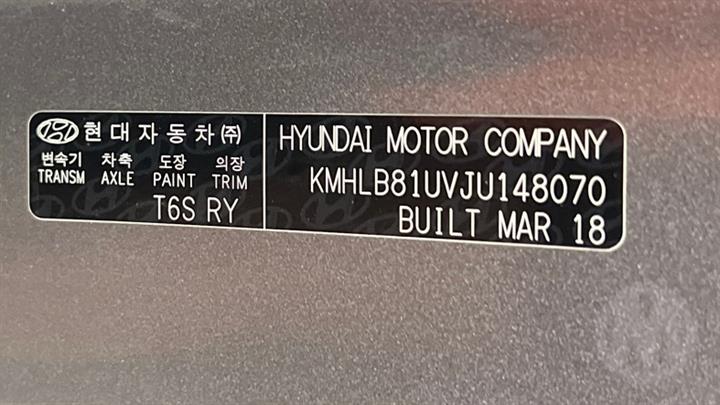 현대자동차㈜
변속기 차축 도장 의장
TRANSM AXLE PAINT TRIM
T6S RY
HYUNDAI MOTOR COMPANY
KMHLB81UVJU148070
BUILT MAR 18